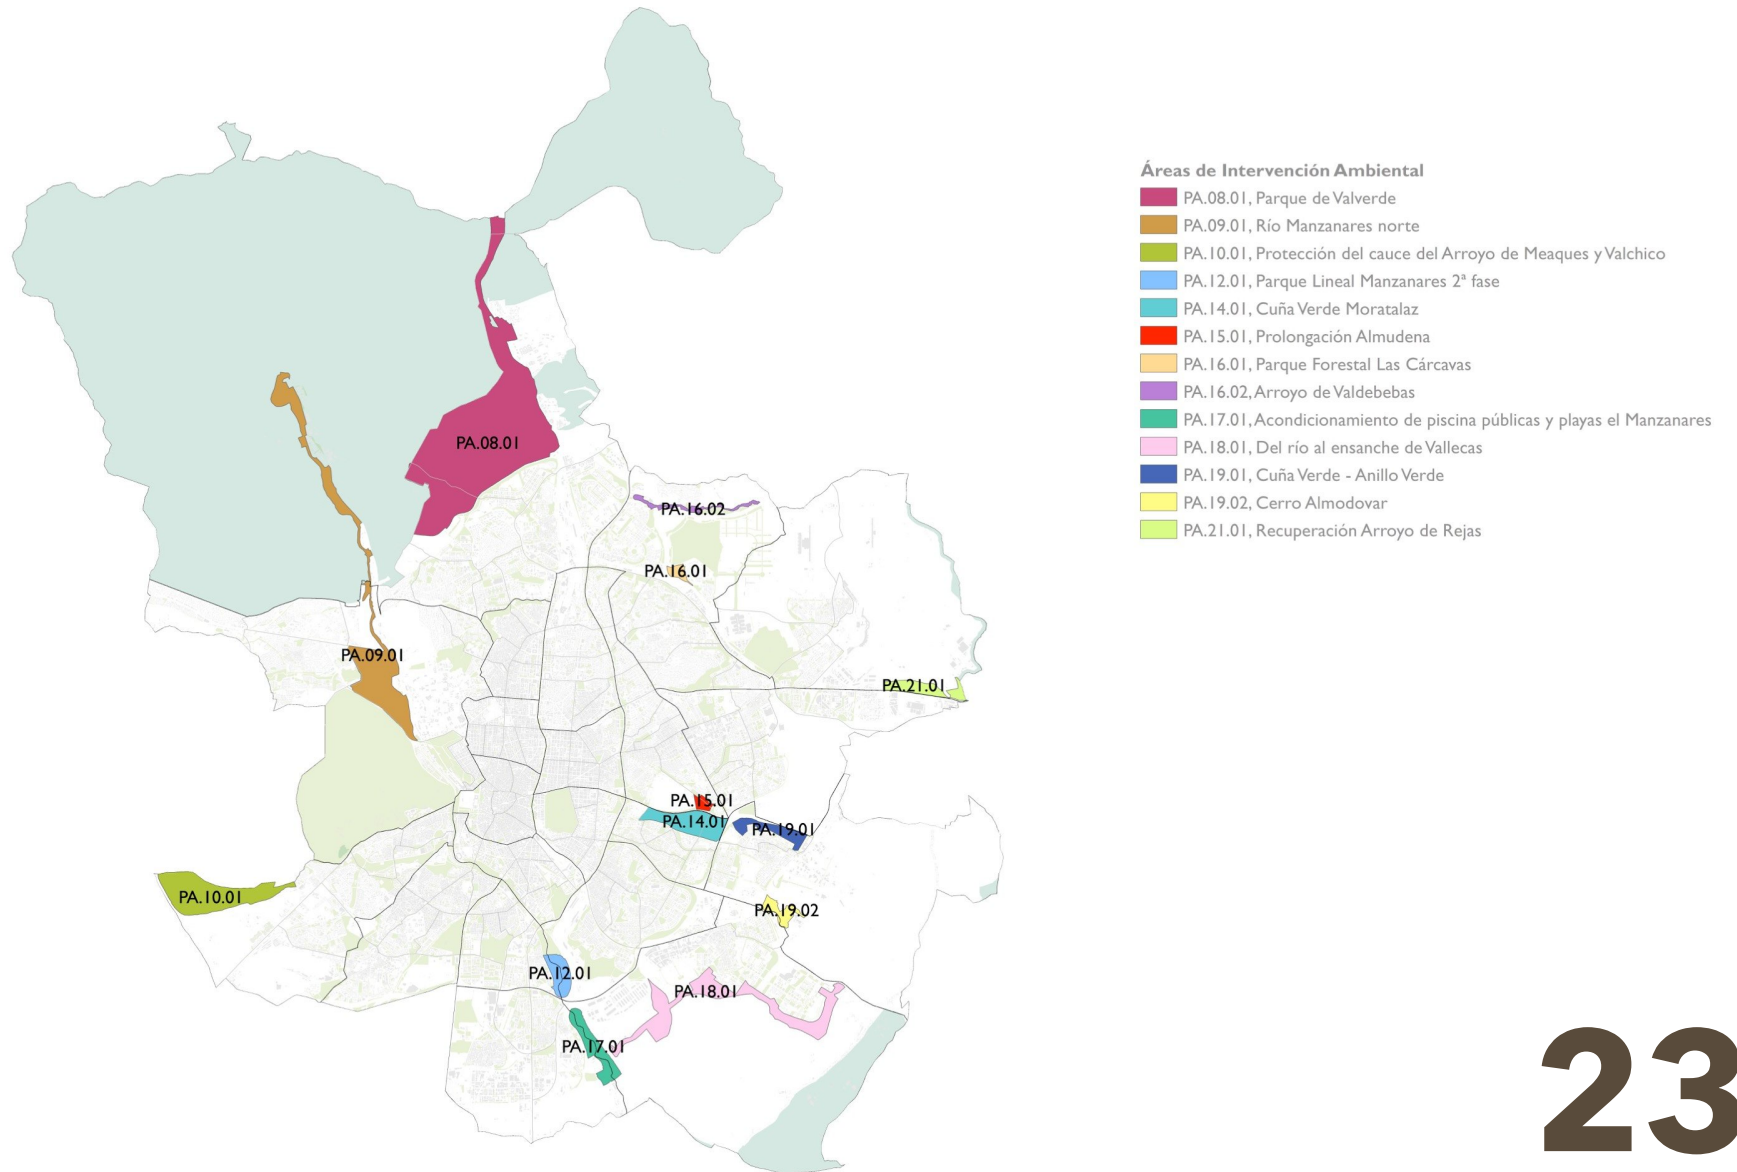 Áreas de Intervención Ambiental
PA.08.01, Parque de Valverde
PA.09.01, Río Manzanares norte
PA.10.01, Protección del cauce del Arroyo de Meaques y Valchico
PA.12.01, Parque Lineal Manzanares 2ª fase
PA.14.01, Cuña Verde Moratalaz
PA.15.01, Prolongación Almudena
PA.16.01, Parque Forestal Las Cárcavas
PA.16.02, Arroyo de Valdebebas
PA.17.01, Acondicionamiento de piscina públicas y playas el Manzanares
PA.18.01, Del río al ensanche de Vallecas
PA.19.01, Cuña Verde - Anillo Verde
PA.19.02, Cerro Almodovar
PA.21.01, Recuperación Arroyo de Rejas
PA.08.01
PA.16.02
PA.16.01
PA.09.01
PA.21.01
PA.15.01
PA.14.01
PA.19.01
PA.10.01
PA.19.02
PA.12.01
PA.18.01
PA.17.01
23